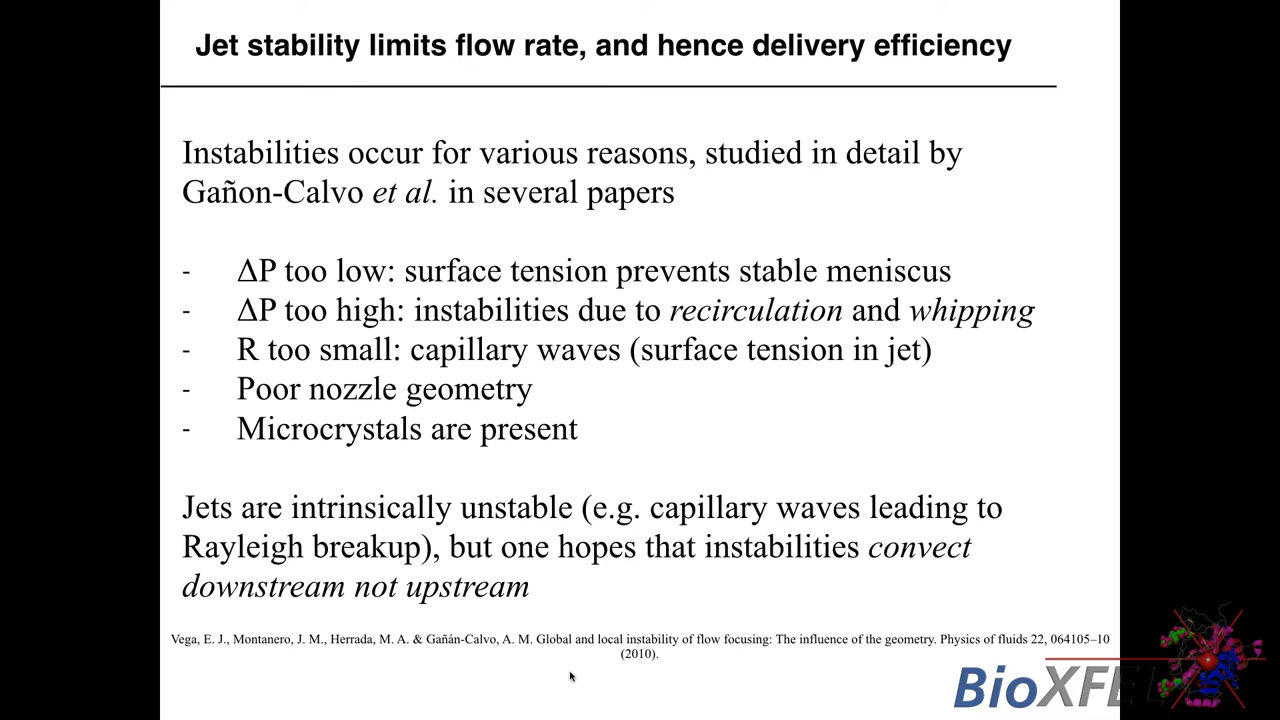 Jet stability limits flow rate, and hence delivery efficiency
Instabilities occur for various reasons, studied in detail by
Gañon-Calvo et al. in several papers
- ΔP too low: surface tension prevents stable meniscus
- ΔP too high: instabilities due to recirculation and whipping
- R too small: capillary waves (surface tension in jet)
- Poor nozzle geometry
- Microcrystals are present
Jets are intrinsically unstable (e.g. capillary waves leading to
Rayleigh breakup), but one hopes that instabilities convect
downstream not upstream
Vega, E. J., Montanero, J. M., Herrada, M. A. & Gañán-Calvo, A. M. Global and local instability of flow focusing: The influence of the geometry. Physics of fluids 22, 064105–10
(2010).
BioXFEL